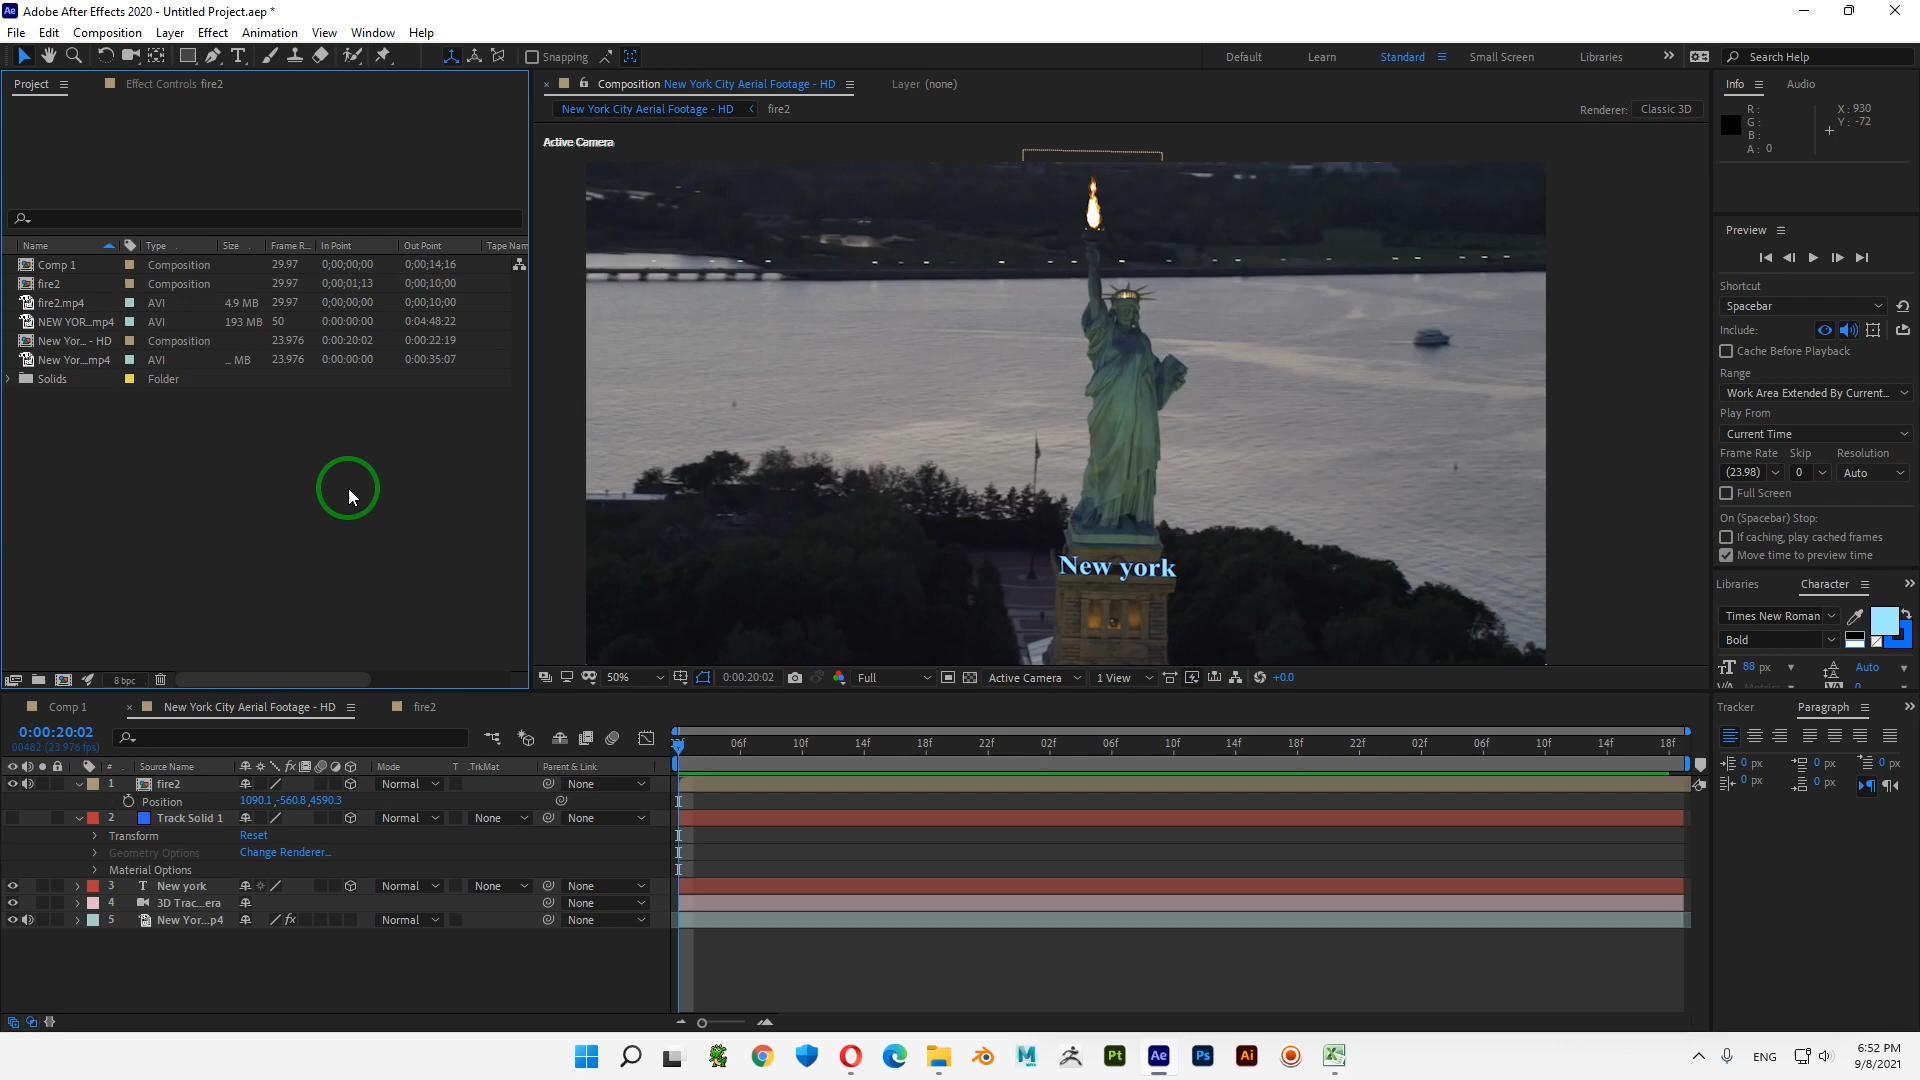 Adobe After Effects 2020 - Untitled Project.aep *
File Edit Composition Layer Effect Animation View Window Help
Snapping
Default Learn Standard Small Screen Libraries
Search Help
Project
Effect Controls fire2
Composition New York City Aerial Footage - HD
Layer (none)
New York City Aerial Footage - HD fire2
Renderer: Classic 3D
Active Camera
Name Type Size Frame R... In Point Out Point Tape Nam
Comp 1 Composition 29.97 0;00;00;00 0;00;14;16
fire2 Composition 29.97 0;00;01;13 0;00;10;00
fire2.mp4 AVI 4.9 MB 29.97 0;00;00;00 0;00;10;00
NEW YOR...mp4 AVI 193 MB 50 0:00:00:00 0:04:48:22
New Yor... - HD Composition 23.976 0:00:20:02 0:00:22:19
New Yor....mp4 AVI ... MB 23.976 0:00:00:00 0:00:35:07
Solids Folder
8 bpc
New york
50% 0:00:20:02 Full Active Camera 1 View +0.0
Info Audio
R: X: 930
G: Y: -72
B:
A: 0
Preview
Shortcut
Spacebar
Include:
Cache Before Playback
Range
Work Area Extended By Current...
Play From
Current Time
Frame Rate Skip Resolution
(23.98) 0 Auto
Full Screen
On (Spacebar) Stop:
If caching, play cached frames
Move time to preview time
Libraries Character
Times New Roman
Bold
88 px Auto
Tracker Paragraph
0 px 0 px 0 px
0 px 0 px
Comp 1 New York City Aerial Footage - HD fire2
0:00:20:02
00482 (23.976 fps)
06f 10f 14f 18f 22f 02f 06f 10f 14f 18f 22f 02f 06f 10f 14f 18f
# Source Name Mode T .TrkMat Parent & Link
1 fire2 Normal None
Position 1090.1,-560.8,4590.3
2 Track Solid 1 Normal None None
Transform Reset
Geometry Options Change Renderer...
Material Options
3 T New york Normal None None
4 3D Trac...era None
5 New Yor...p4 Normal None
ENG
6:52 PM
9/8/2021